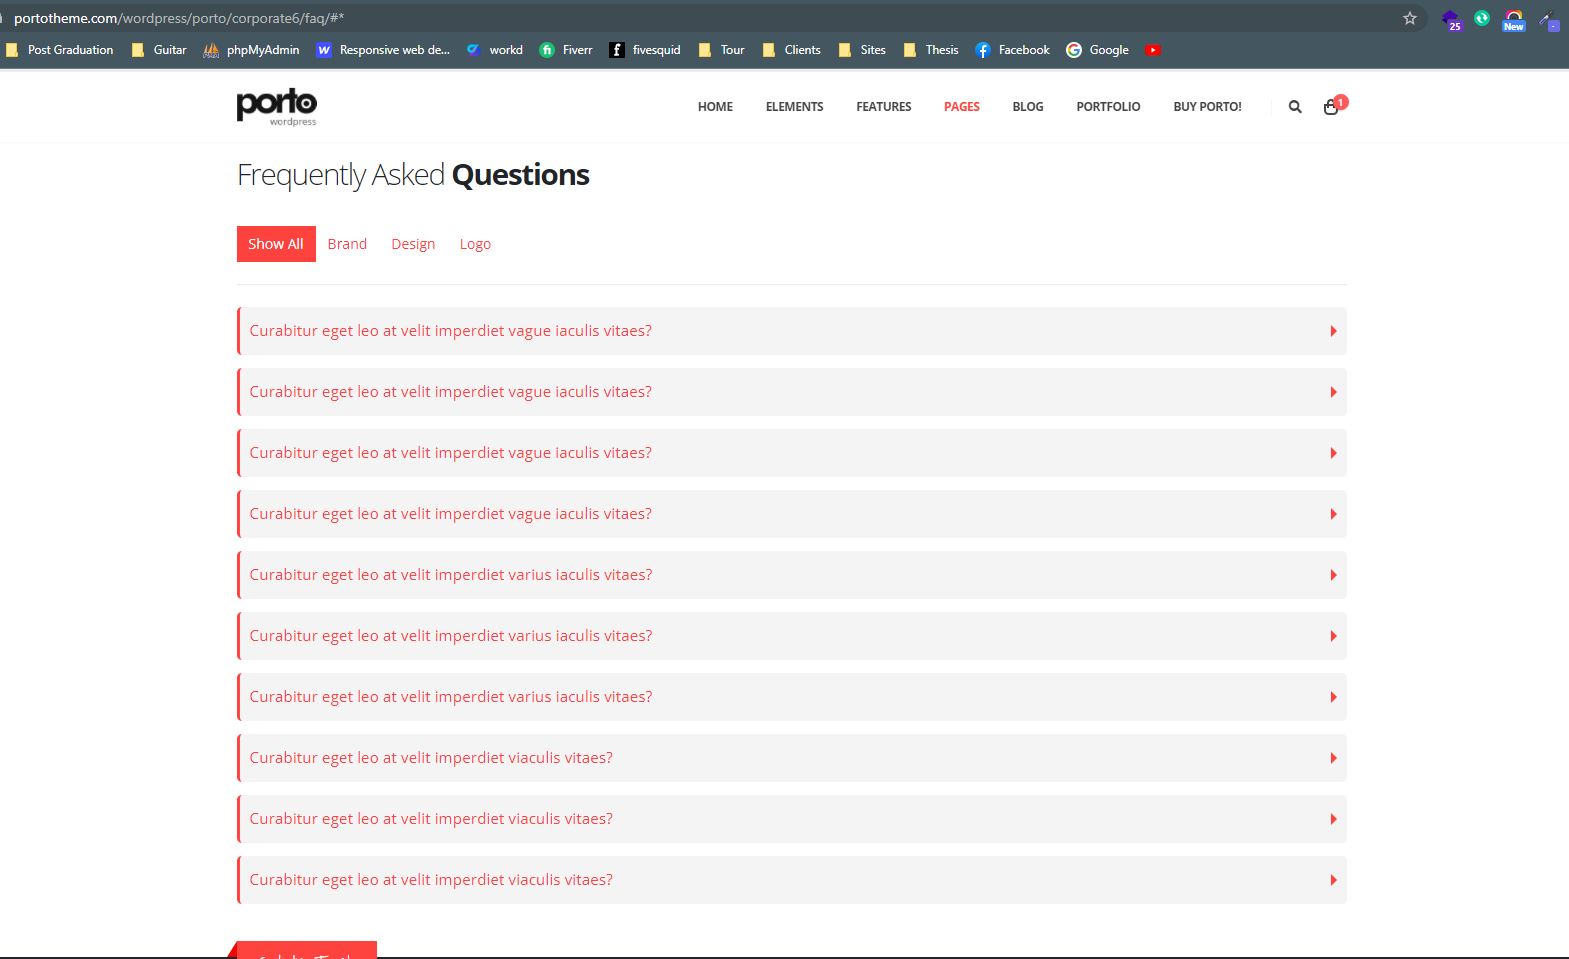 portotheme.com/wordpress/porto/corporate6/faq/#*
25
New
Post Graduation Guitar phpMyAdmin Responsive web de... workd Fiverr fivesquid Tour Clients Sites Thesis Facebook Google
porto
wordpress
HOME ELEMENTS FEATURES PAGES BLOG PORTFOLIO BUY PORTO! 1
Frequently Asked Questions
Show All Brand Design Logo
Curabitur eget leo at velit imperdiet vague iaculis vitaes?
Curabitur eget leo at velit imperdiet vague iaculis vitaes?
Curabitur eget leo at velit imperdiet vague iaculis vitaes?
Curabitur eget leo at velit imperdiet vague iaculis vitaes?
Curabitur eget leo at velit imperdiet varius iaculis vitaes?
Curabitur eget leo at velit imperdiet varius iaculis vitaes?
Curabitur eget leo at velit imperdiet varius iaculis vitaes?
Curabitur eget leo at velit imperdiet viaculis vitaes?
Curabitur eget leo at velit imperdiet viaculis vitaes?
Curabitur eget leo at velit imperdiet viaculis vitaes?